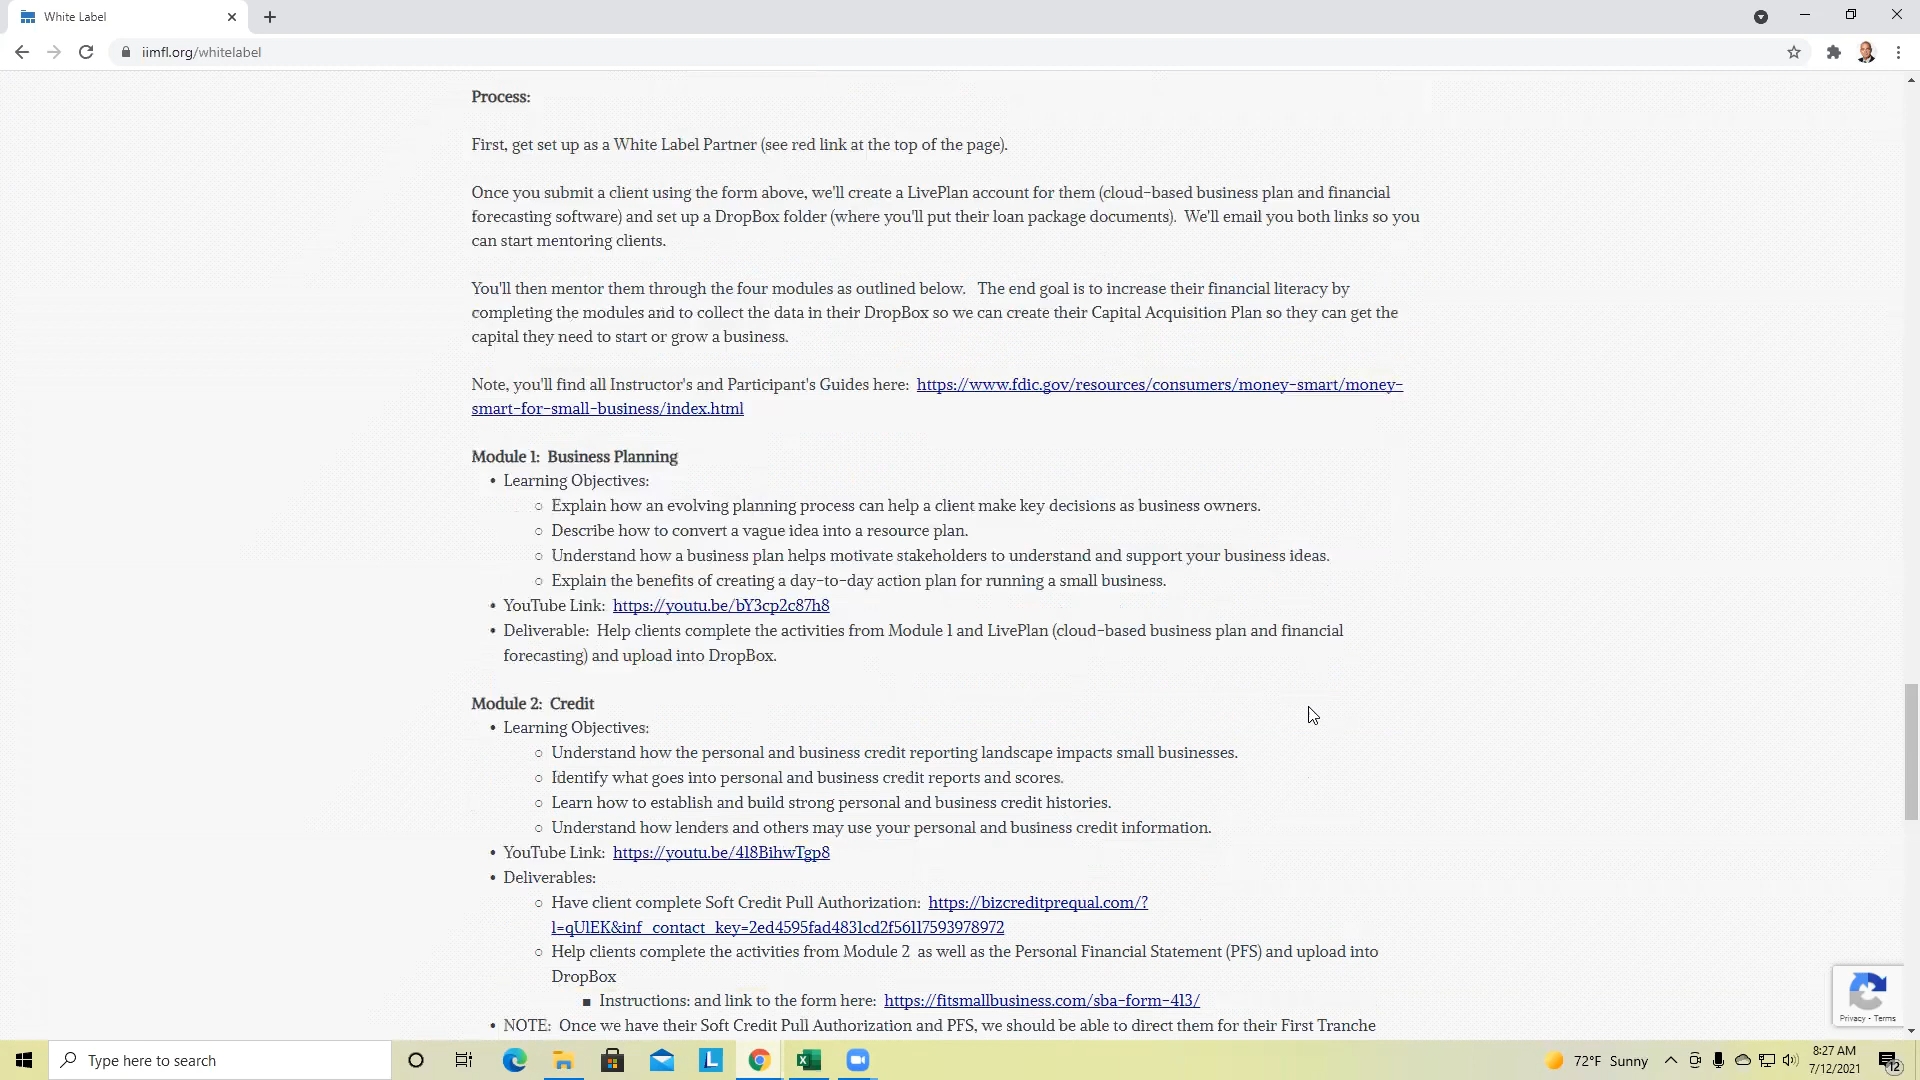 White Label
iimfl.org/whitelabel
Process:
First, get set up as a White Label Partner (see red link at the top of the page).
Once you submit a client using the form above, we'll create a LivePlan account for them (cloud-based business plan and financial
forecasting software) and set up a DropBox folder (where you'll put their loan package documents).  We'll email you both links so you
can start mentoring clients.
You'll then mentor them through the four modules as outlined below.   The end goal is to increase their financial literacy by
completing the modules and to collect the data in their DropBox so we can create their Capital Acquisition Plan so they can get the
capital they need to start or grow a business.
Note, you'll find all Instructor's and Participant's Guides here:  https://www.fdic.gov/resources/consumers/money-smart/money-
smart-for-small-business/index.html
Module 1:  Business Planning
• Learning Objectives:
○ Explain how an evolving planning process can help a client make key decisions as business owners.
○ Describe how to convert a vague idea into a resource plan.
○ Understand how a business plan helps motivate stakeholders to understand and support your business ideas.
○ Explain the benefits of creating a day-to-day action plan for running a small business.
• YouTube Link:  https://youtu.be/bY3cp2c87h8
• Deliverable:  Help clients complete the activities from Module 1 and LivePlan (cloud-based business plan and financial
forecasting) and upload into DropBox.
Module 2:  Credit
• Learning Objectives:
○ Understand how the personal and business credit reporting landscape impacts small businesses.
○ Identify what goes into personal and business credit reports and scores.
○ Learn how to establish and build strong personal and business credit histories.
○ Understand how lenders and others may use your personal and business credit information.
• YouTube Link:  https://youtu.be/4l8BihwTgp8
• Deliverables:
○ Have client complete Soft Credit Pull Authorization:  https://bizcreditprequal.com/?
l=qUlEK&inf_contact_key=2ed4595fad4831cd2f56117593978972
○ Help clients complete the activities from Module 2  as well as the Personal Financial Statement (PFS) and upload into
DropBox
■ Instructions: and link to the form here:  https://fitsmallbusiness.com/sba-form-413/
• NOTE:  Once we have their Soft Credit Pull Authorization and PFS, we should be able to direct them for their First Tranche
Privacy - Terms
Type here to search
L
72°F  Sunny
8:27 AM
7/12/2021
12